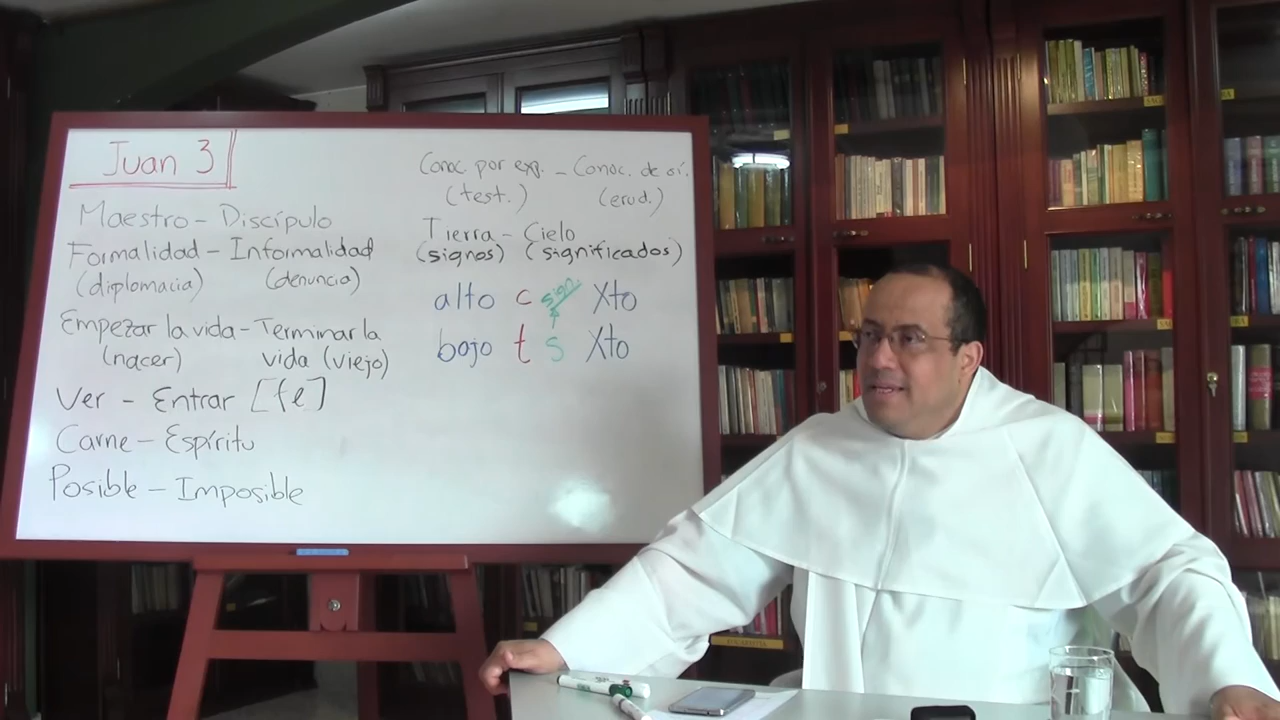 Juan 3
Maestro - Discípulo
Formalidad - Informalidad
(diplomacia) (denuncia)
Empezar la vida - Terminar la
(nacer) vida (viejo)
Ver - Entrar [fe]
Carne - Espíritu
Posible - Imposible
Conoc. por exp. - Conoc. de oí.
(test.) (erud.)
Tierra - Cielo
(signos) (significados)
alto c sign. Xto
bajo t s Xto